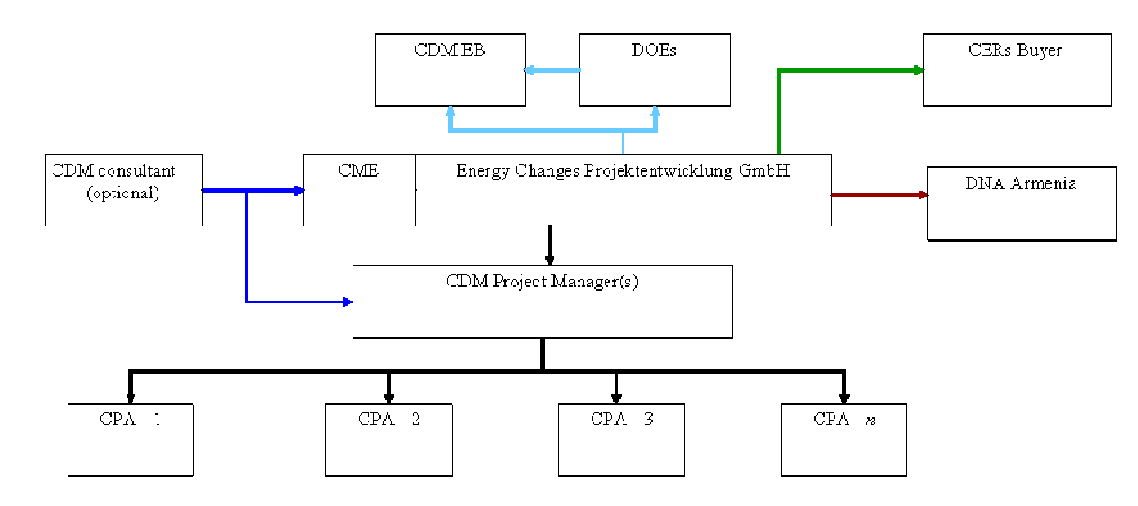 CDM EB
DOEs
CERs Buyer
CDM consultant
(optional)
CME
Energy Changes Projektentwicklung GmbH
DNA Armenia
CDM Project Manager(s)
CPA 1
CPA 2
CPA 3
CPA n